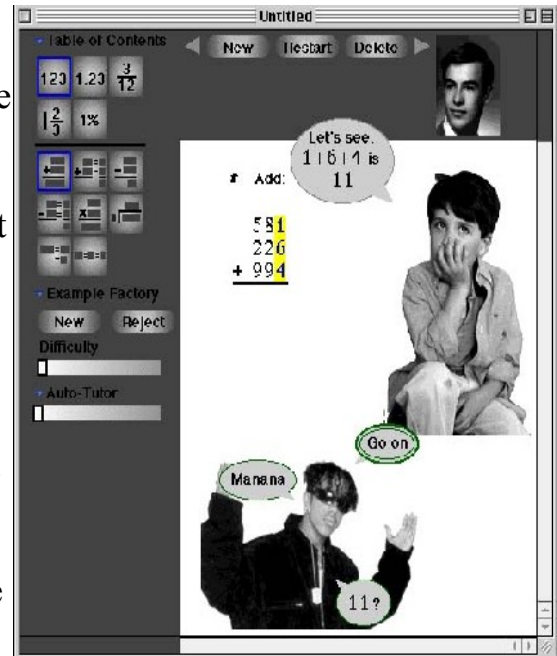 Untitled
Table of Contents
New Restart Delete
123 1.23 3/12
1 2/3 1%
Let's see.
1+6+4 is
11
Add:
581
226
+ 994
Example Factory
New Reject
Difficulty
Auto-Tutor
Go on
Manana
11?